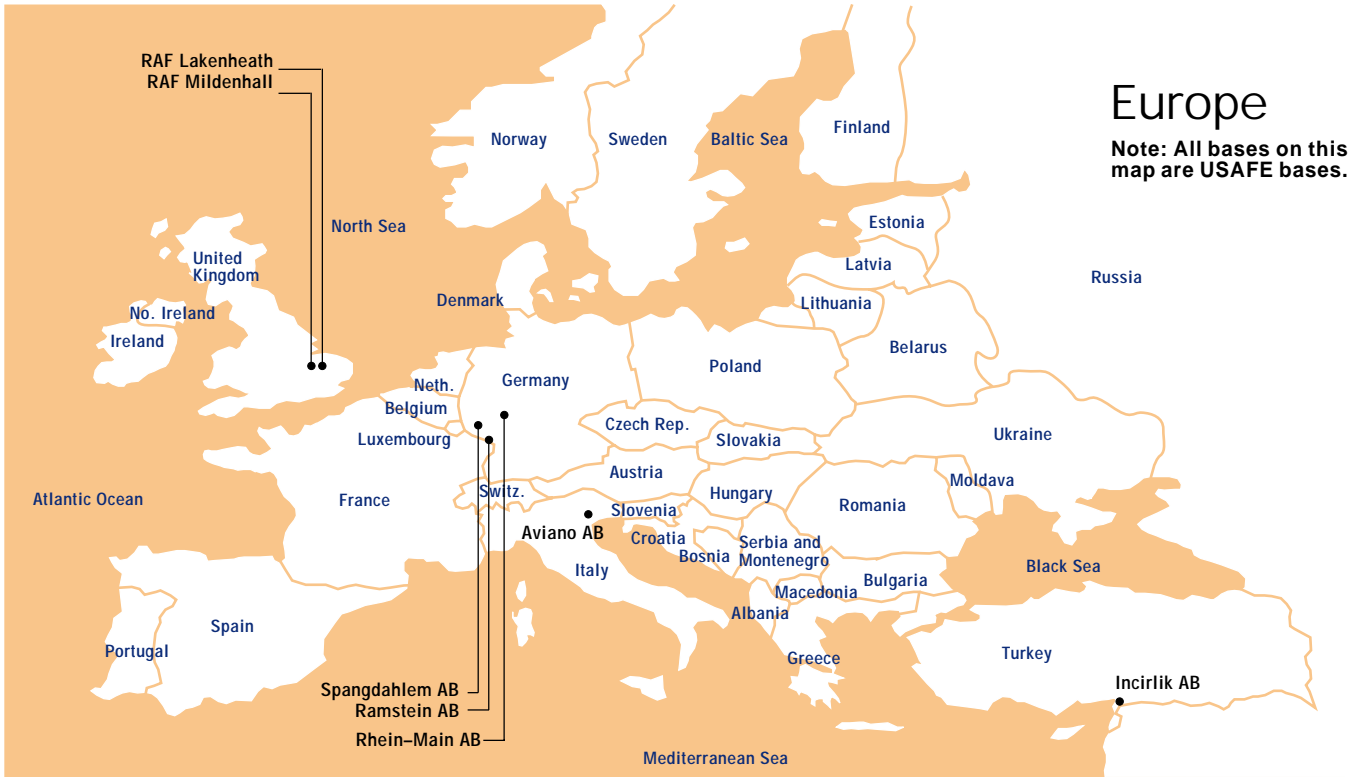 RAF Lakenheath
RAF Mildenhall
Europe
Note: All bases on this
map are USAFE bases.
Norway
Sweden
Baltic Sea
Finland
North Sea
Estonia
United
Kingdom
Latvia
Russia
Denmark
Lithuania
No. Ireland
Ireland
Belarus
Neth.
Germany
Poland
Belgium
Luxembourg
Czech Rep.
Slovakia
Ukraine
Atlantic Ocean
France
Switz.
Austria
Hungary
Moldava
Romania
Slovenia
Aviano AB
Croatia
Bosnia
Serbia and
Montenegro
Italy
Black Sea
Bulgaria
Macedonia
Albania
Spain
Portugal
Greece
Turkey
Spangdahlem AB
Ramstein AB
Incirlik AB
Rhein–Main AB
Mediterranean Sea